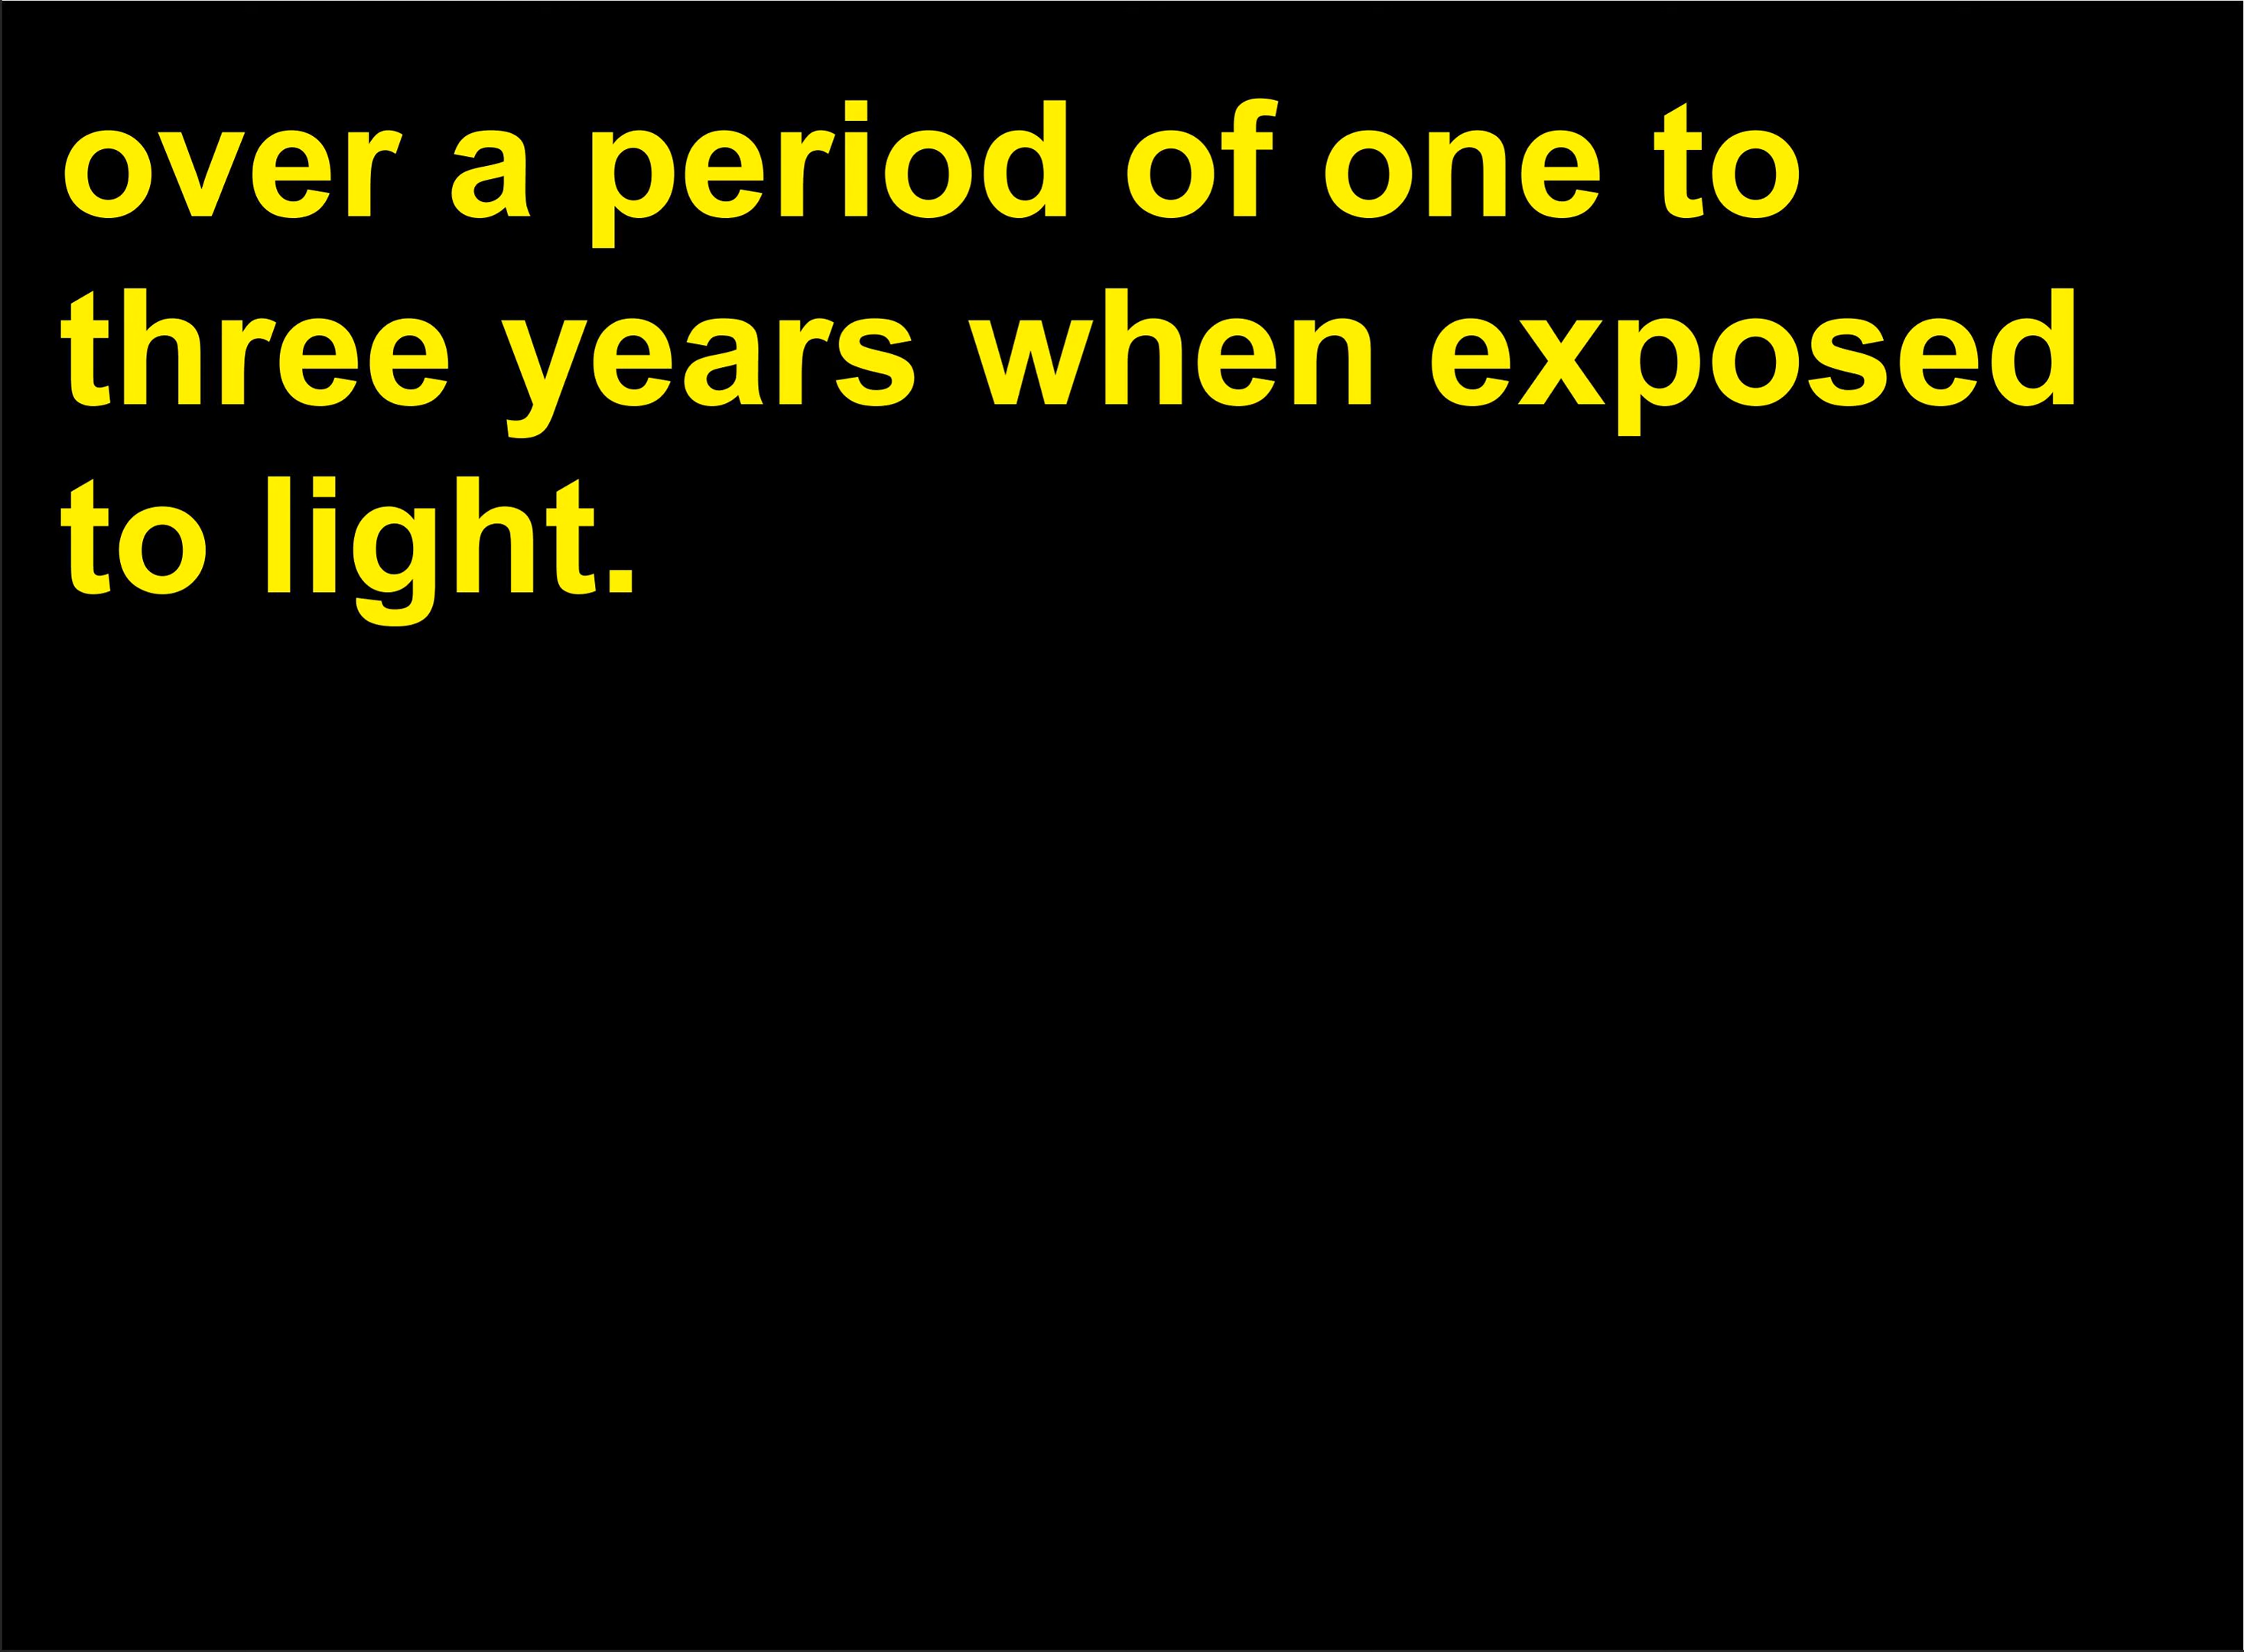 over a period of one to
three years when exposed
to light.